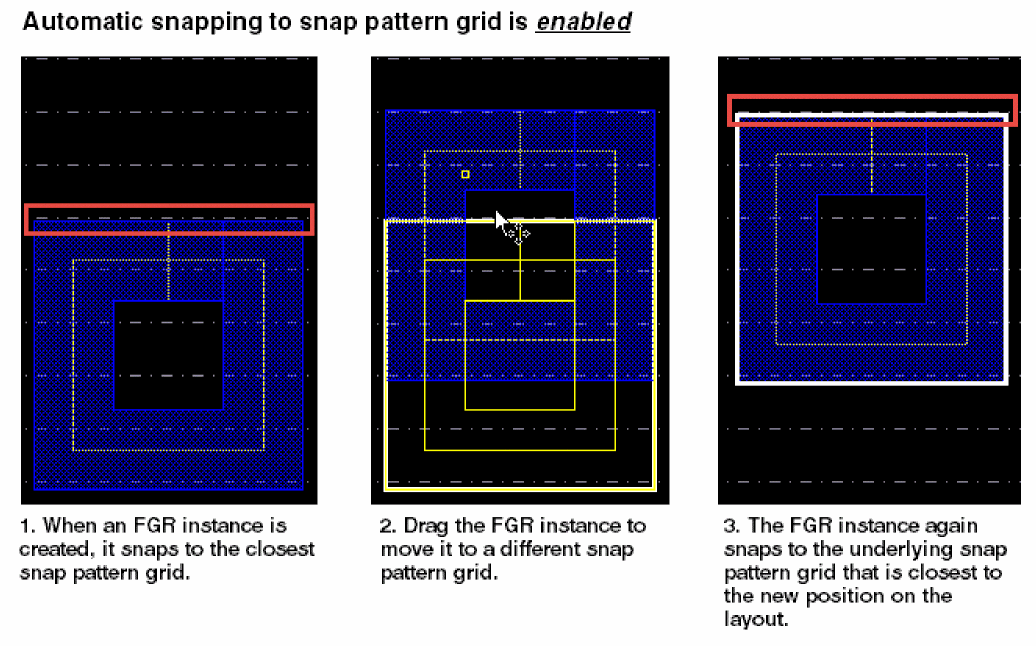 Automatic snapping to snap pattern grid is enabled
1. When an FGR instance is
created, it snaps to the closest
snap pattern grid.
2. Drag the FGR instance to
move it to a different snap
pattern grid.
3. The FGR instance again
snaps to the underlying snap
pattern grid that is closest to
the new position on the
layout.